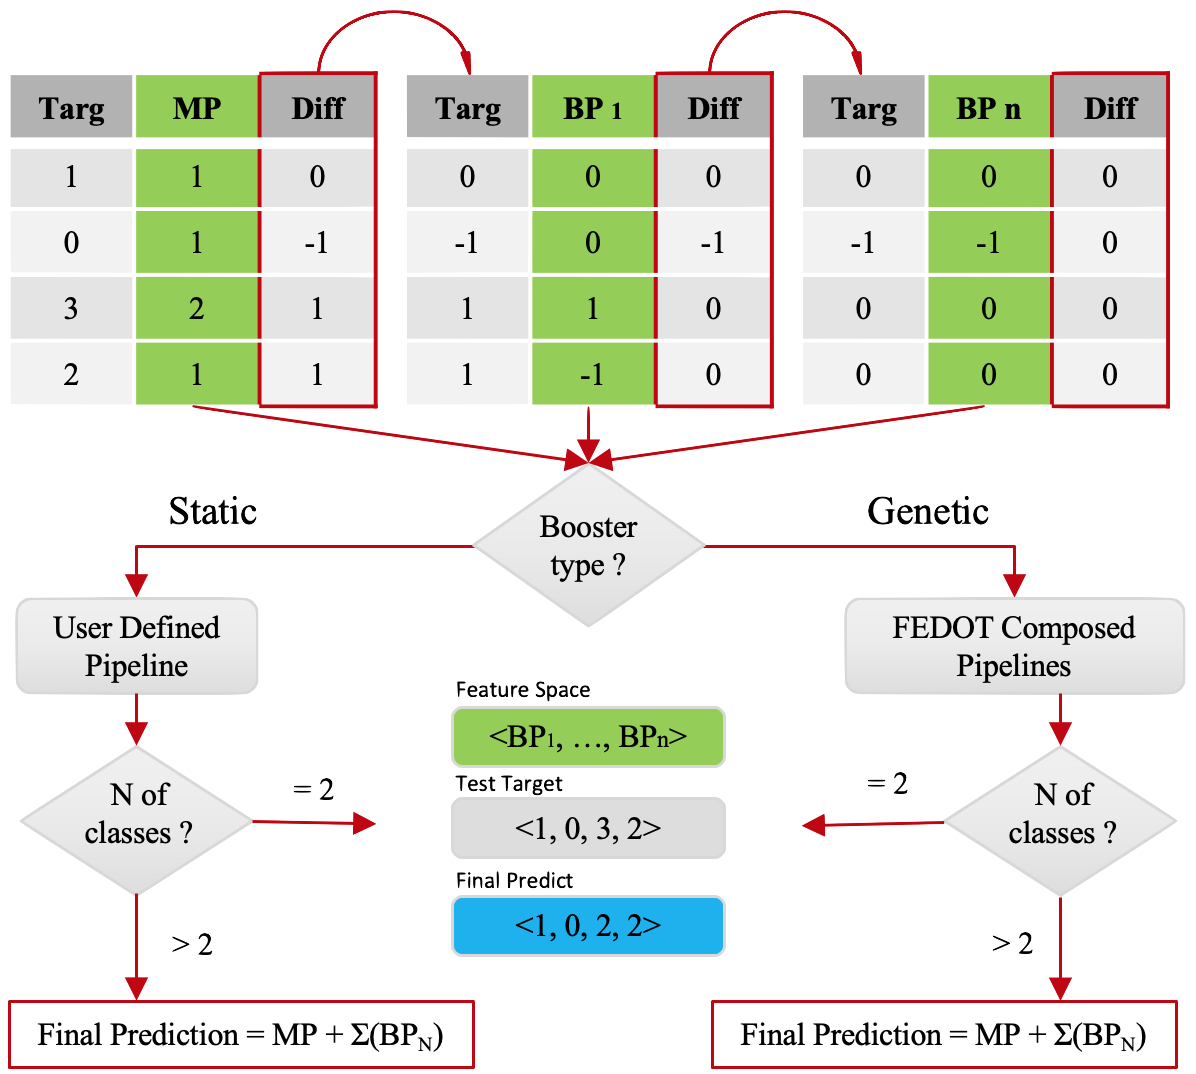 Targ MP Diff Targ BP 1 Diff Targ BP n Diff
1 1 0 0 0 0 0 0 0
0 1 -1 -1 0 -1 -1 -1 0
3 2 1 1 1 0 0 0 0
2 1 1 1 -1 0 0 0 0
Static
Genetic
Booster
type ?
User Defined
Pipeline
FEDOT Composed
Pipelines
Feature Space
<BP1, …, BPn>
Test Target
<1, 0, 3, 2>
Final Predict
<1, 0, 2, 2>
N of
classes ?
= 2
> 2
N of
classes ?
= 2
> 2
Final Prediction = MP + Σ(BPN)
Final Prediction = MP + Σ(BPN)